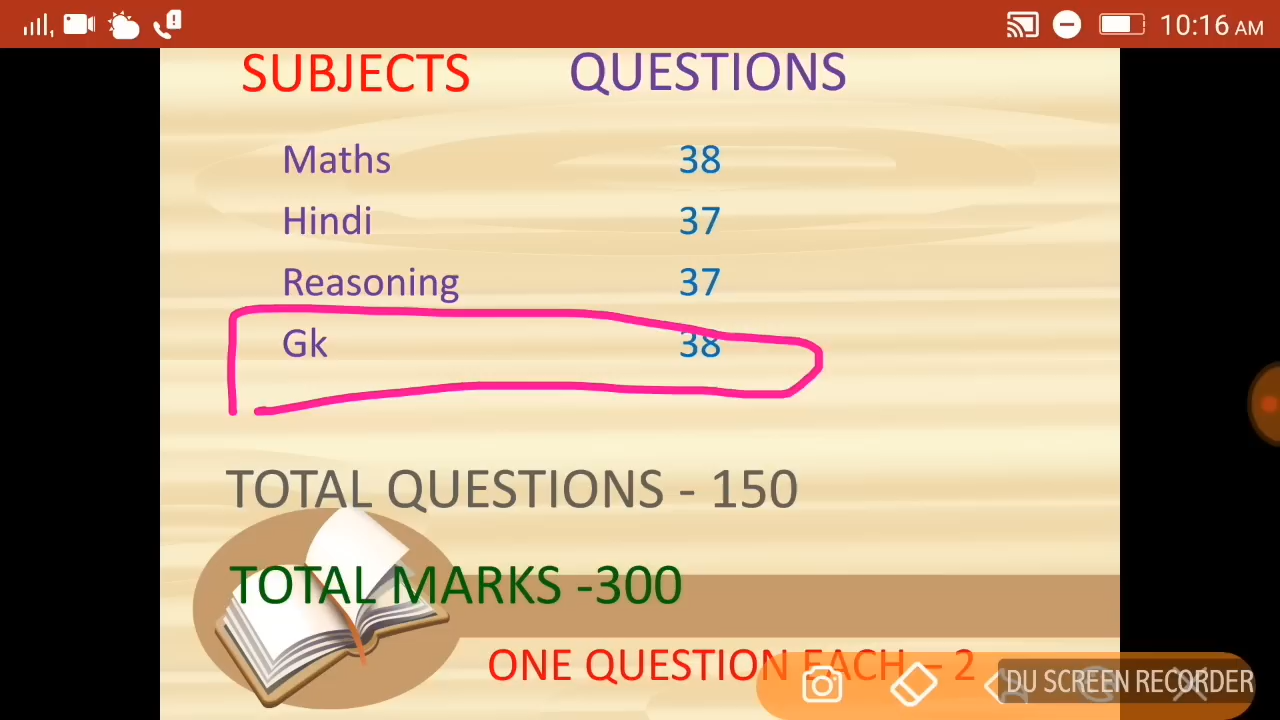 10:16 AM
SUBJECTS QUESTIONS
Maths 38
Hindi 37
Reasoning 37
Gk 38
TOTAL QUESTIONS - 150
TOTAL MARKS -300
ONE QUESTION EACH - 2
DU SCREEN RECORDER